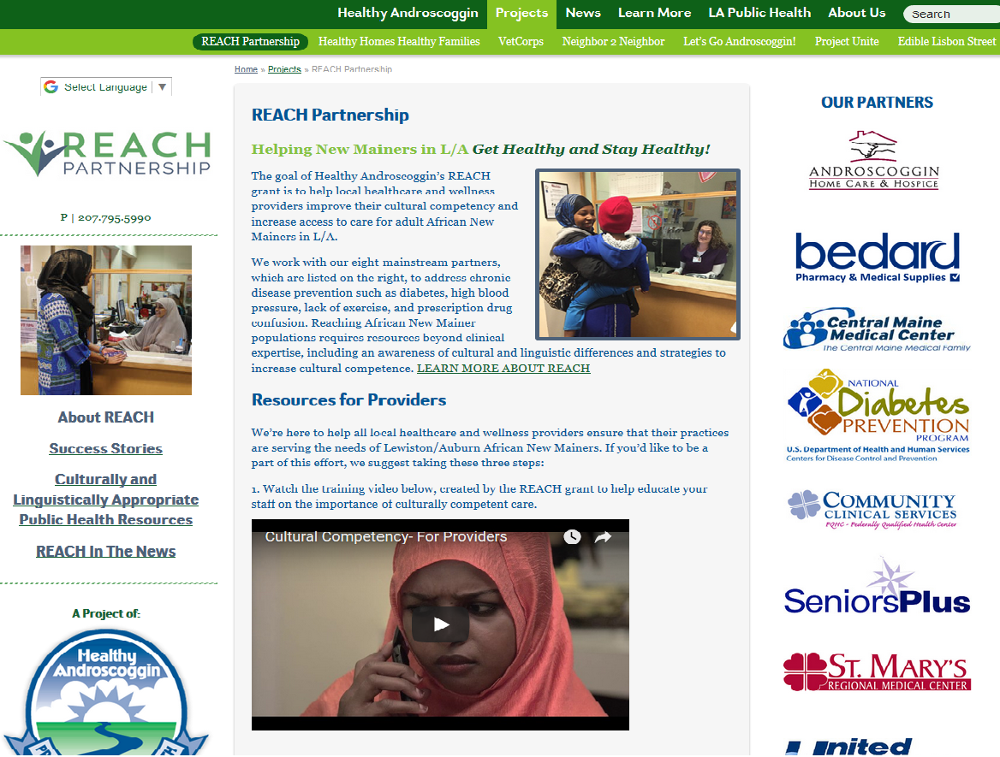 Healthy Androscoggin Projects News Learn More LA Public Health About Us Search
REACH Partnership Healthy Homes Healthy Families VetCorps Neighbor 2 Neighbor Let's Go Androscoggin! Project Unite Edible Lisbon Street
Home » Projects » REACH Partnership
Select Language ▼
REACH
PARTNERSHIP
P | 207.795.5990
About REACH
Success Stories
Culturally and
Linguistically Appropriate
Public Health Resources
REACH In The News
A Project of:
Healthy
Androscoggin
REACH Partnership
Helping New Mainers in L/A Get Healthy and Stay Healthy!
The goal of Healthy Androscoggin's REACH
grant is to help local healthcare and wellness
providers improve their cultural competency and
increase access to care for adult African New
Mainers in L/A.
We work with our eight mainstream partners,
which are listed on the right, to address chronic
disease prevention such as diabetes, high blood
pressure, lack of exercise, and prescription drug
confusion. Reaching African New Mainer
populations requires resources beyond clinical
expertise, including an awareness of cultural and linguistic differences and strategies to
increase cultural competence. LEARN MORE ABOUT REACH
Resources for Providers
We're here to help all local healthcare and wellness providers ensure that their practices
are serving the needs of Lewiston/Auburn African New Mainers. If you'd like to be a
part of this effort, we suggest taking these three steps:
1. Watch the training video below, created by the REACH grant to help educate your
staff on the importance of culturally competent care.
Cultural Competency- For Providers
OUR PARTNERS
ANDROSCOGGIN
HOME CARE & HOSPICE
bedard
Pharmacy & Medical Supplies
Central Maine
Medical Center
The Central Maine Medical Family
NATIONAL
Diabetes
PREVENTION
PROGRAM
U.S. Department of Health and Human Services
Centers for Disease Control and Prevention
COMMUNITY
CLINICAL SERVICES
FQHC - Federally Qualified Health Center
SeniorsPlus
ST. MARY'S
REGIONAL MEDICAL CENTER
United